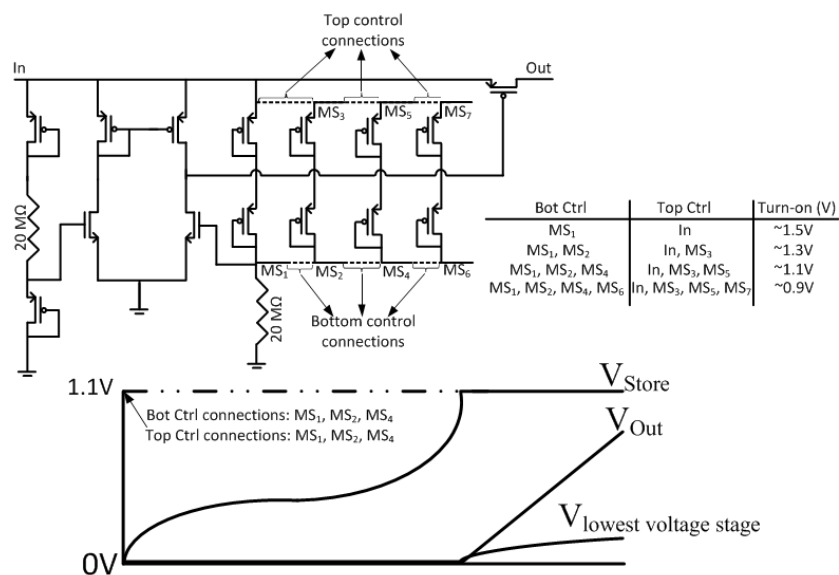 Top control
connections
In
Out
MS₃
MS₅
MS₇
20 MΩ
MS₁
MS₂
MS₄
MS₆
20 MΩ
Bottom control
connections
Bot Ctrl Top Ctrl Turn-on (V)
MS₁ In ~1.5V
MS₁, MS₂ In, MS₃ ~1.3V
MS₁, MS₂, MS₄ In, MS₃, MS₅ ~1.1V
MS₁, MS₂, MS₄, MS₆ In, MS₃, MS₅, MS₇ ~0.9V
1.1V
Bot Ctrl connections: MS₁, MS₂, MS₄
Top Ctrl connections: MS₁, MS₂, MS₄
V Store
V Out
V lowest voltage stage
0V